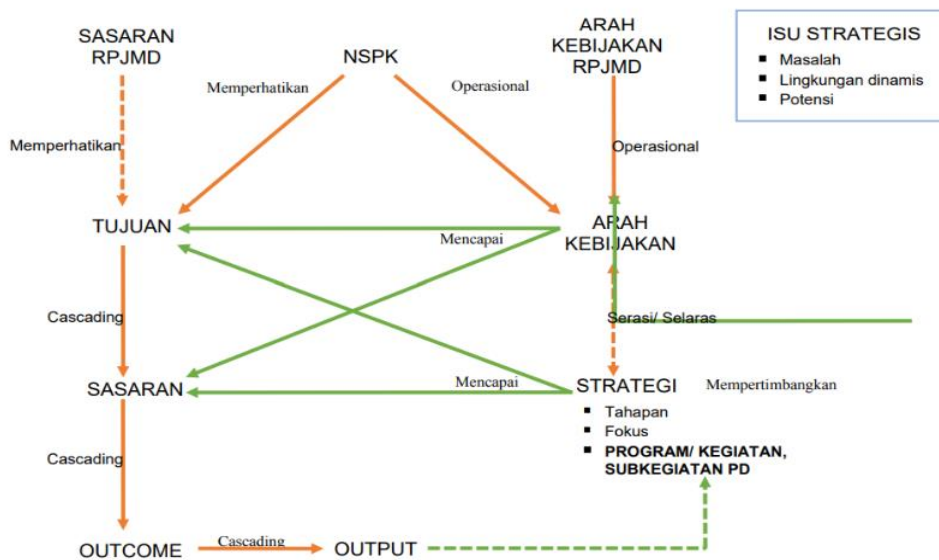 SASARAN
RPJMD
NSPK
ARAH
KEBIJAKAN
RPJMD
ISU STRATEGIS
Masalah
Lingkungan dinamis
Potensi
Memperhatikan
Operasional
Memperhatikan
Operasional
TUJUAN
Mencapai
ARAH
KEBIJAKAN
Cascading
Serasi/ Selaras
SASARAN
Mencapai
STRATEGI
Mempertimbangkan
Tahapan
Fokus
PROGRAM/ KEGIATAN,
SUBKEGIATAN PD
Cascading
OUTCOME
Cascading
OUTPUT